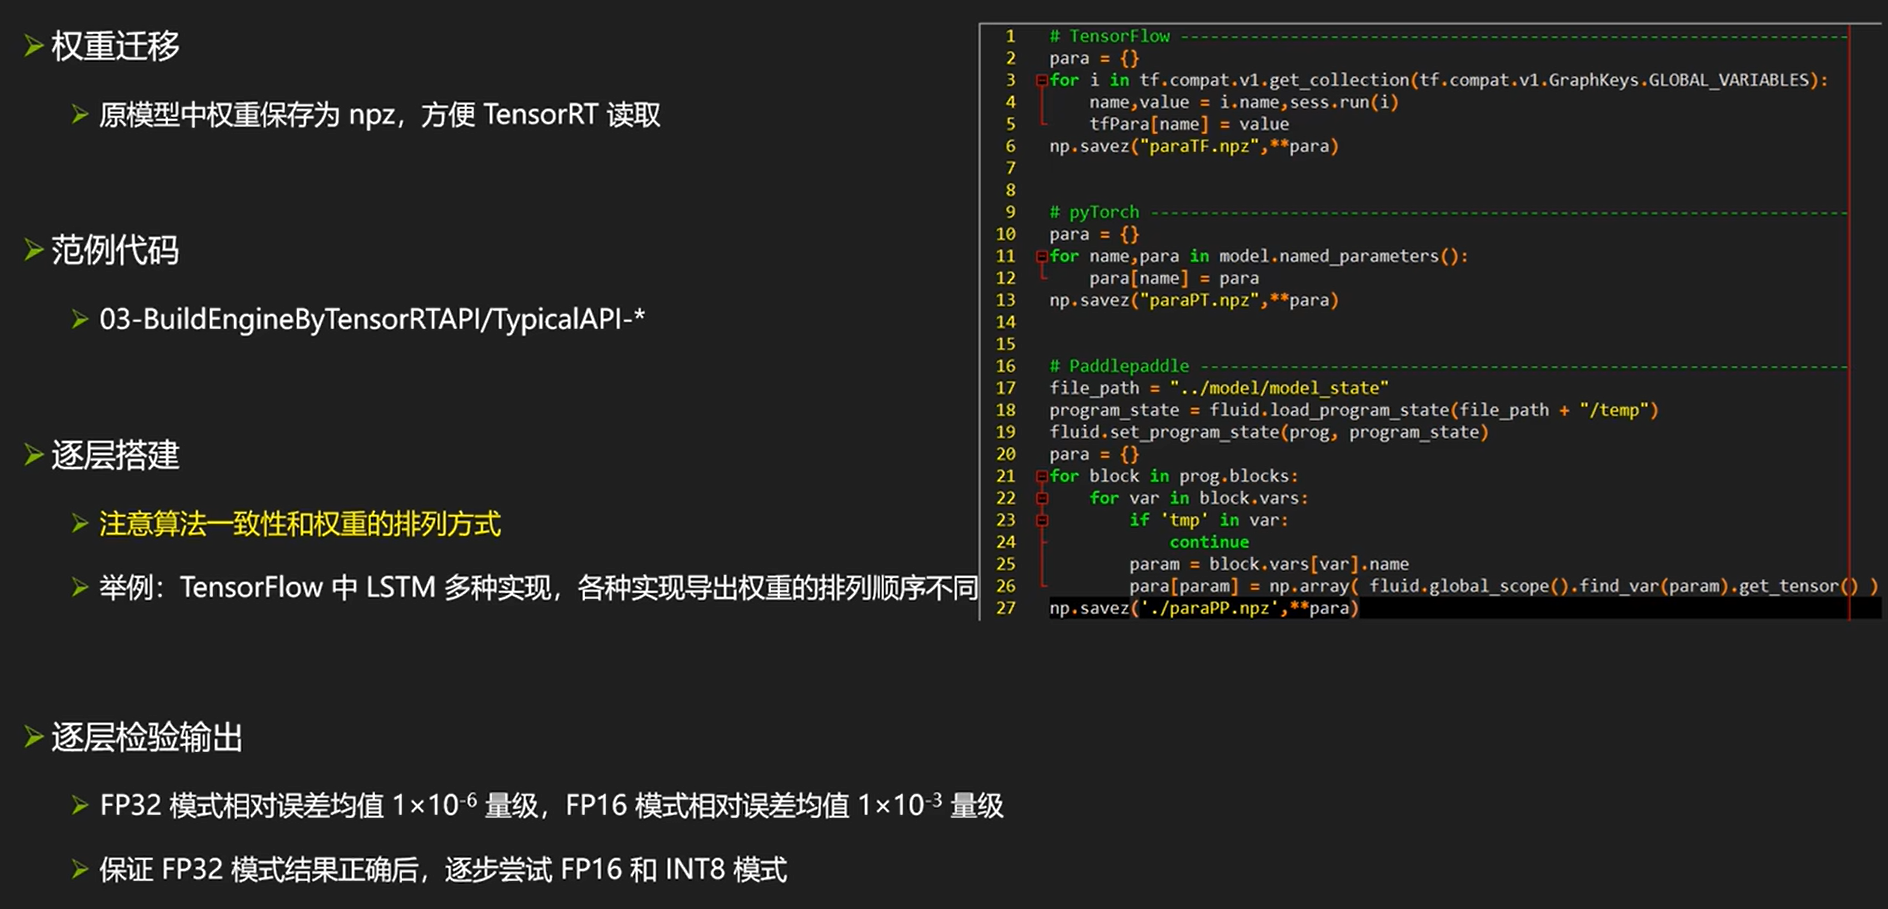 权重迁移
原模型中权重保存为 npz，方便 TensorRT 读取
范例代码
03-BuildEngineByTensorRTAPI/TypicalAPI-*
逐层搭建
注意算法一致性和权重的排列方式
举例：TensorFlow 中 LSTM 多种实现，各种实现导出权重的排列顺序不同
逐层检验输出
FP32 模式相对误差均值 1×10⁻⁶ 量级，FP16 模式相对误差均值 1×10⁻³ 量级
保证 FP32 模式结果正确后，逐步尝试 FP16 和 INT8 模式
1 # TensorFlow -------------------------------------------------------------------
2 para = {}
3 for i in tf.compat.v1.get_collection(tf.compat.v1.GraphKeys.GLOBAL_VARIABLES):
4     name,value = i.name,sess.run(i)
5     tfPara[name] = value
6 np.savez("paraTF.npz",**para)
7
8
9 # pyTorch ----------------------------------------------------------------------
10 para = {}
11 for name,para in model.named_parameters():
12     para[name] = para
13 np.savez("paraPT.npz",**para)
14
15
16 # Paddlepaddle -----------------------------------------------------------------
17 file_path = "../model/model_state"
18 program_state = fluid.load_program_state(file_path + "/temp")
19 fluid.set_program_state(prog, program_state)
20 para = {}
21 for block in prog.blocks:
22     for var in block.vars:
23         if 'tmp' in var:
24             continue
25         param = block.vars[var].name
26         para[param] = np.array( fluid.global_scope().find_var(param).get_tensor() )
27 np.savez('./paraPP.npz',**para)